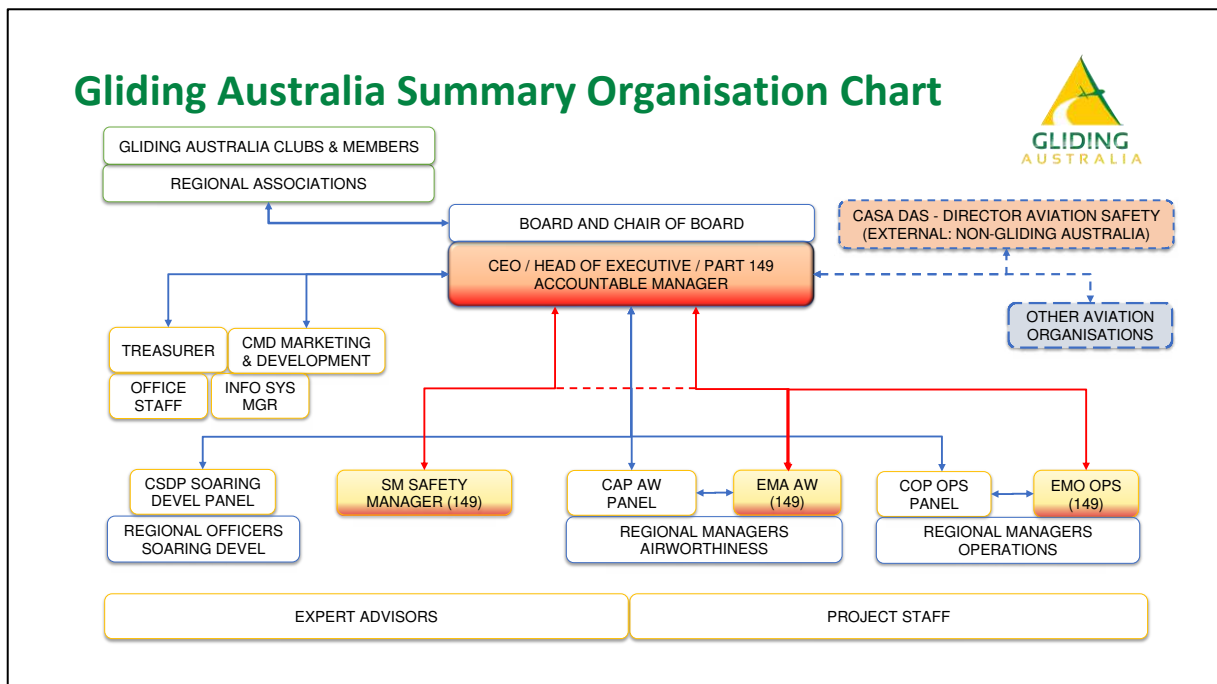 Gliding Australia Summary Organisation Chart
GLIDING
AUSTRALIA
GLIDING AUSTRALIA CLUBS & MEMBERS
REGIONAL ASSOCIATIONS
BOARD AND CHAIR OF BOARD
CASA DAS - DIRECTOR AVIATION SAFETY
(EXTERNAL: NON-GLIDING AUSTRALIA)
CEO / HEAD OF EXECUTIVE / PART 149
ACCOUNTABLE MANAGER
OTHER AVIATION
ORGANISATIONS
TREASURER
CMD MARKETING
& DEVELOPMENT
OFFICE
STAFF
INFO SYS
MGR
CSDP SOARING
DEVEL PANEL
SM SAFETY
MANAGER (149)
CAP AW
PANEL
EMA AW
(149)
COP OPS
PANEL
EMO OPS
(149)
REGIONAL OFFICERS
SOARING DEVEL
REGIONAL MANAGERS
AIRWORTHINESS
REGIONAL MANAGERS
OPERATIONS
EXPERT ADVISORS
PROJECT STAFF